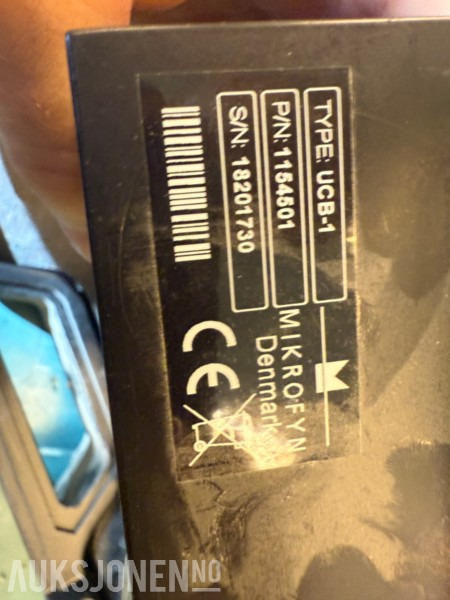 TYPE: UCB-1
P/N: 1154501
S/N: 18201730
MIKROFYN
Denmark
CE
AUKSJONEN.NO